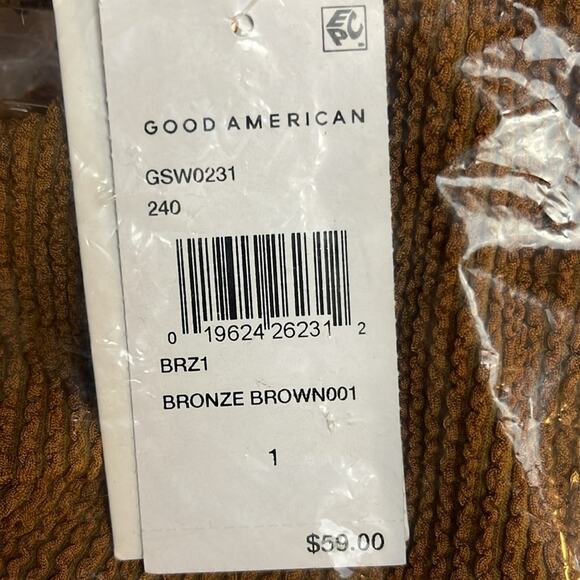 EPC
GOOD AMERICAN
GSW0231
240
0 19624 26231 2
BRZ1
BRONZE BROWN001
1
$59.00